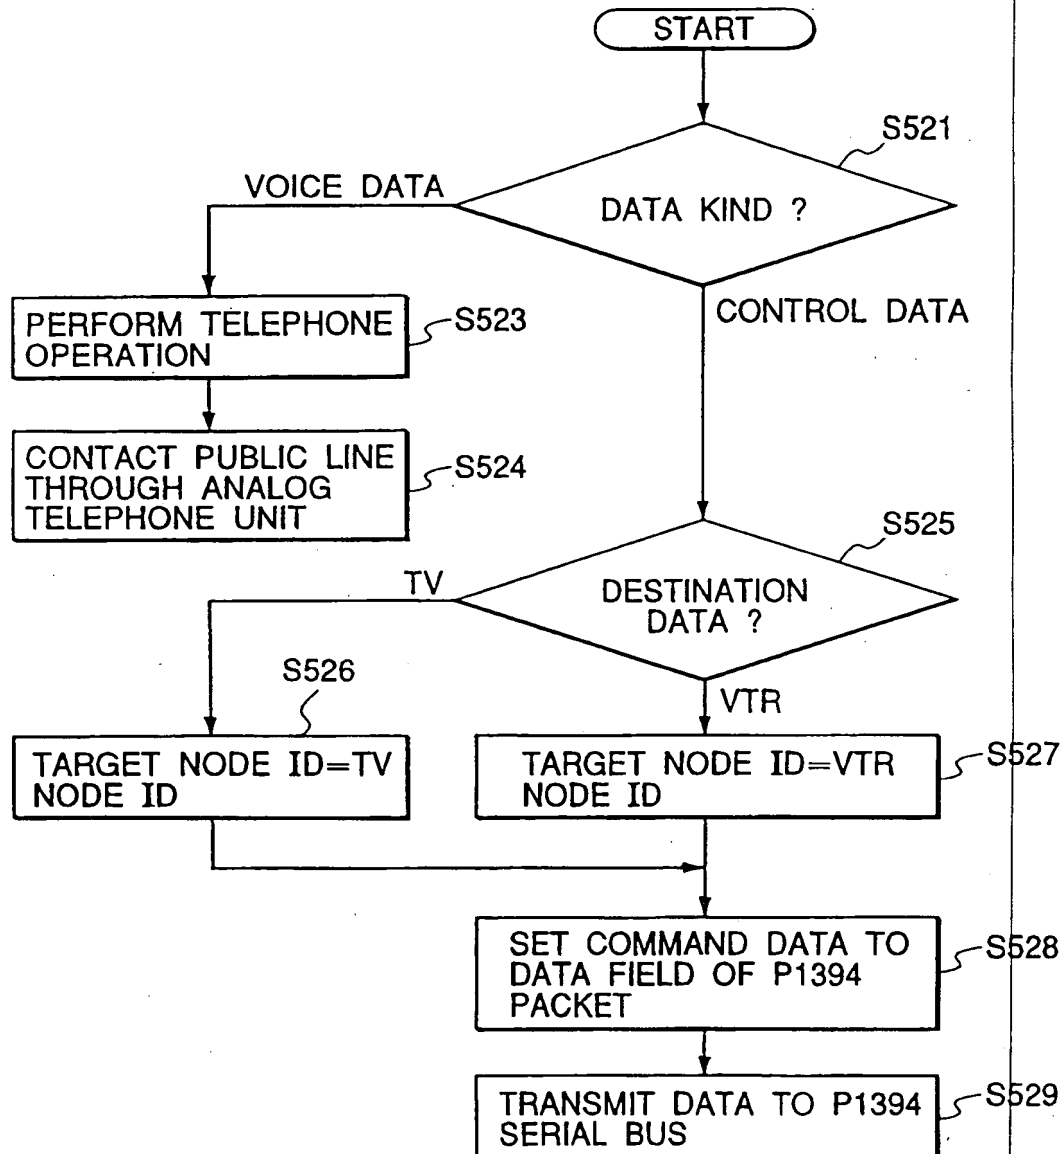 START
S521
VOICE DATA
DATA KIND ?
CONTROL DATA
PERFORM TELEPHONE
OPERATION
S523
CONTACT PUBLIC LINE
THROUGH ANALOG
TELEPHONE UNIT
S524
S525
TV
DESTINATION
DATA ?
S526
VTR
TARGET NODE ID=TV
NODE ID
TARGET NODE ID=VTR
NODE ID
S527
SET COMMAND DATA TO
DATA FIELD OF P1394
PACKET
S528
TRANSMIT DATA TO P1394
SERIAL BUS
S529